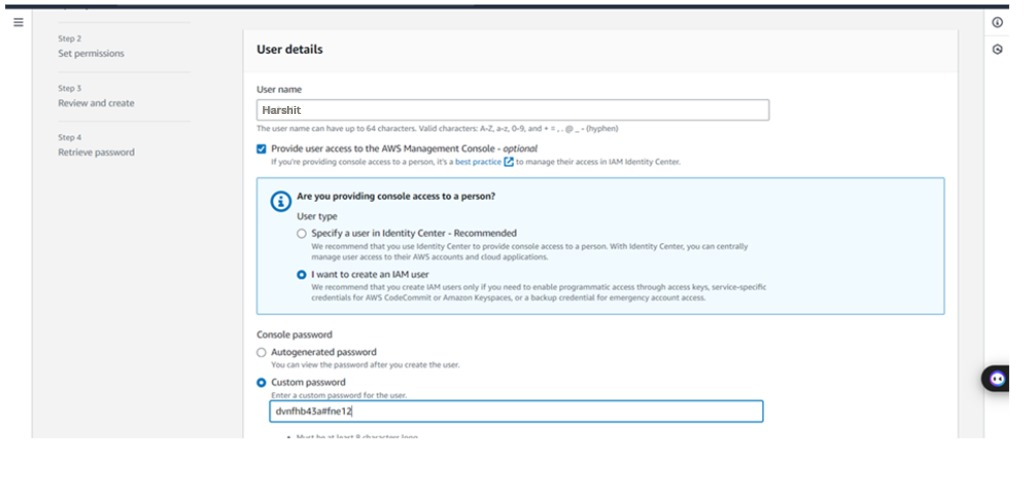 Step 2
Set permissions
Step 3
Review and create
Step 4
Retrieve password
User details
User name
Harshit
The user name can have up to 64 characters. Valid characters: A-Z, a-z, 0-9, and + = , . @ _ - (hyphen)
Provide user access to the AWS Management Console - optional
If you're providing console access to a person, it's a best practice to manage their access in IAM Identity Center.
Are you providing console access to a person?
User type
Specify a user in Identity Center - Recommended
We recommend that you use Identity Center to provide console access to a person. With Identity Center, you can centrally
manage user access to their AWS accounts and cloud applications.
I want to create an IAM user
We recommend that you create IAM users only if you need to enable programmatic access through access keys, service-specific
credentials for AWS CodeCommit or Amazon Keyspaces, or a backup credential for emergency account access.
Console password
Autogenerated password
You can view the password after you create the user.
Custom password
Enter a custom password for the user.
dvnfhb43a#fne12
Must be at least 8 characters long